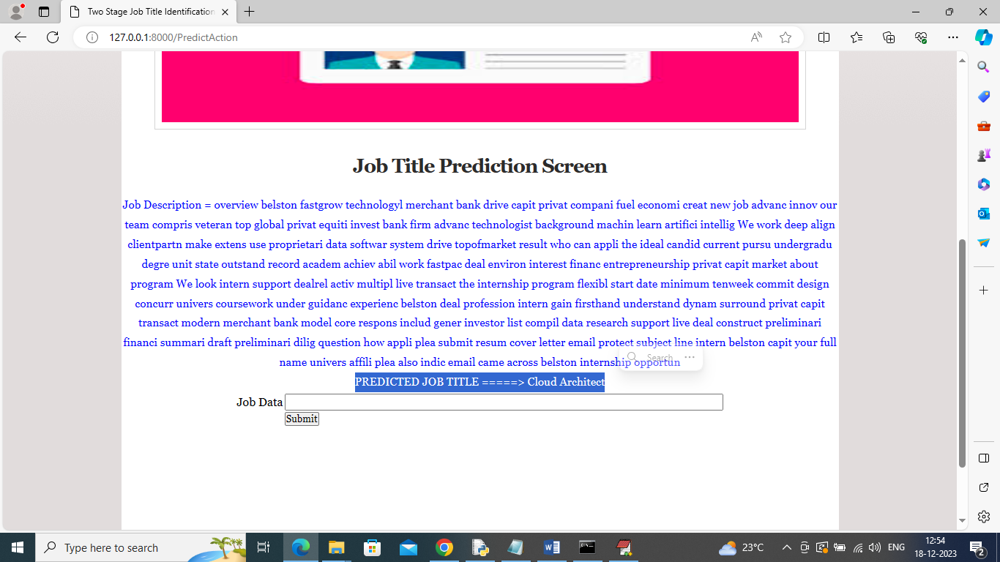 Two Stage Job Title Identification
127.0.0.1:8000/PredictAction
Job Title Prediction Screen
Job Description = overview belston fastgrow technologyl merchant bank drive capit privat compani fuel economi creat new job advanc innov our
team compris veteran top global privat equiti invest bank firm advanc technologist background machin learn artifici intellig We work deep align
clientpartn make extens use proprietari data softwar system drive topofmarket result who can appli the ideal candid current pursu undergradu
degre unit state outstand record academ achiev abil work fastpac deal environ interest financ entrepreneurship privat capit market about
program We look intern support dealrel activ multipl live transact the internship program flexibl start date minimum tenweek commit design
concurr univers coursework under guidanc experienc belston deal profession intern gain firsthand understand dynam surround privat capit
transact modern merchant bank model core respons includ gener investor list compil data research support live deal construct preliminari
financi summari draft preliminari dilig question how appli plea submit resum cover letter email protect subject line intern belston capit your full
name univers affili plea also indic email came across belston internship opportun
Search
PREDICTED JOB TITLE =====> Cloud Architect
Job Data
Submit
Type here to search
23°C
ENG
12:54
18-12-2023
2